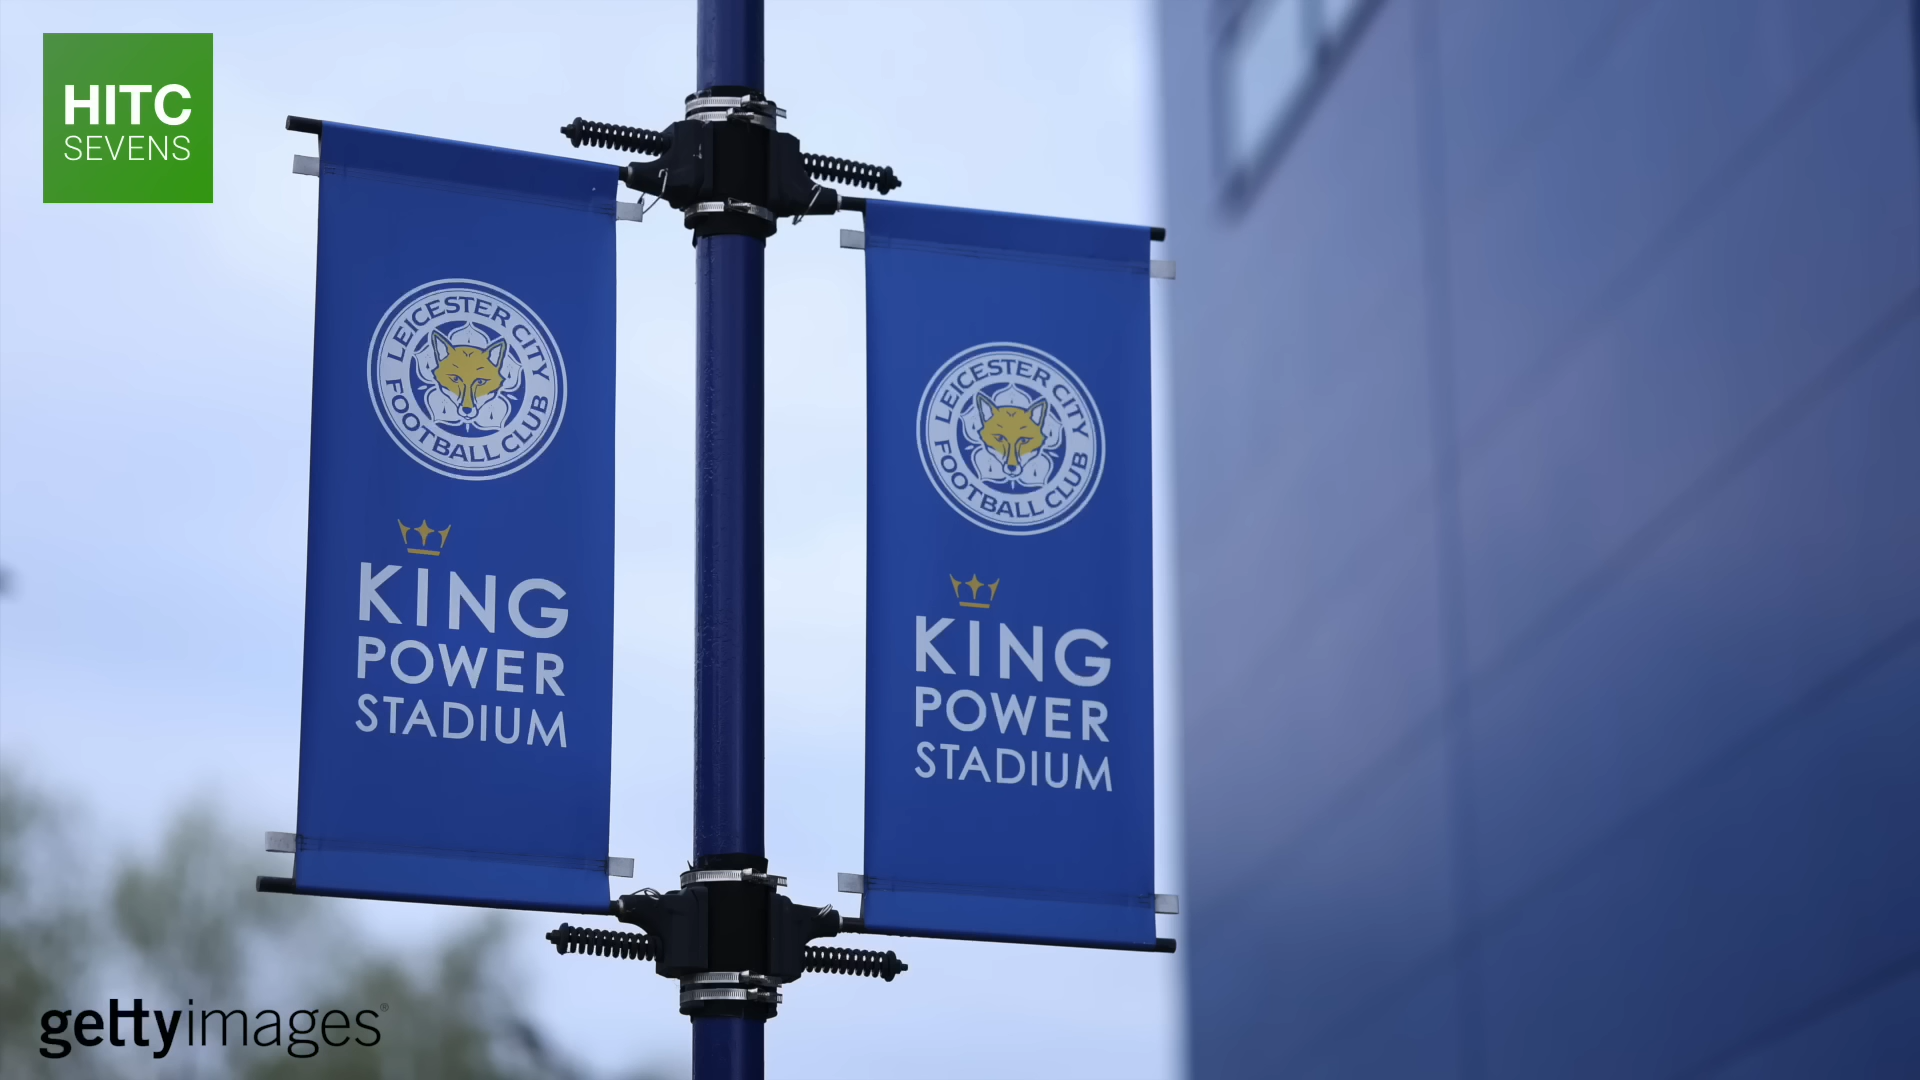 HITC
SEVENS
LEICESTER CITY
FOOTBALL CLUB
KING
POWER
STADIUM
LEICESTER CITY
FOOTBALL CLUB
KING
POWER
STADIUM
gettyimages®